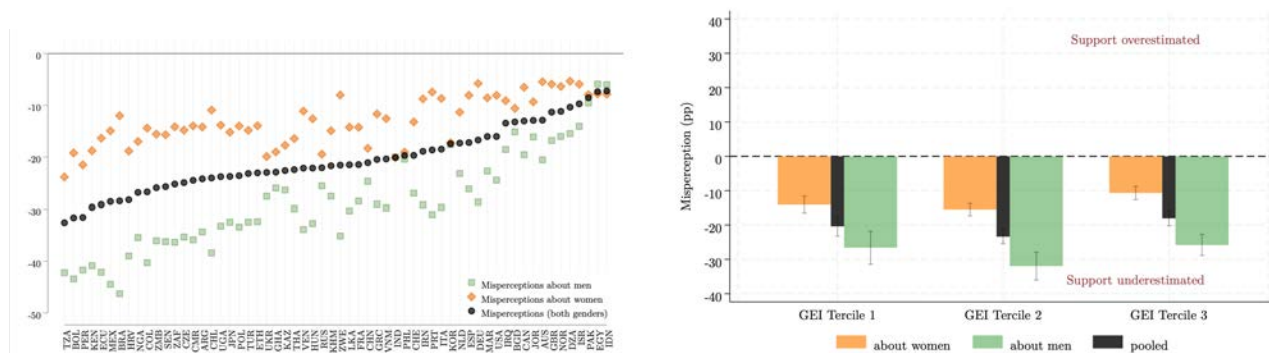 0
-10
-20
-30
-40
-50
Misperceptions about men
Misperceptions about women
Misperceptions (both genders)
TZA
BOL
PER
KEN
ECU
MEX
BRA
HRV
NGA
COL
ZMB
SEN
ZAF
CZE
CMR
ARG
CHL
UGA
JPN
POL
TUR
ETH
UKR
GHA
KAZ
THA
VEN
HUN
RUS
KHM
ZWE
LKA
FRA
CHN
GRC
VNM
IND
PHL
CHE
IRN
PRT
ITA
KOR
NLD
ESP
MAR
USA
IRQ
BGD
CAN
JOR
AUS
GBR
NOR
DZA
ISR
PAK
EGY
IDN
Misperception (pp)
40
30
20
10
0
-10
-20
-30
-40
Support overestimated
Support underestimated
GEI Tercile 1
GEI Tercile 2
GEI Tercile 3
about women
about men
pooled